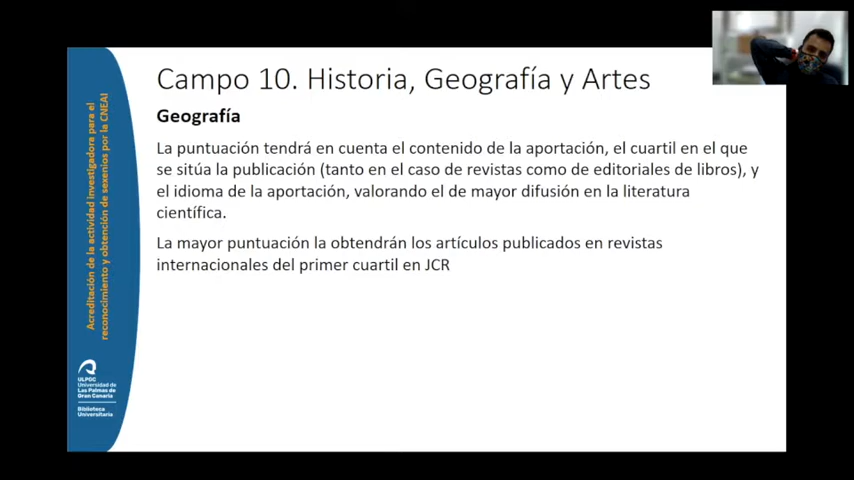 Campo 10. Historia, Geografía y Artes
Geografía
La puntuación tendrá en cuenta el contenido de la aportación, el cuartil en el que
se sitúa la publicación (tanto en el caso de revistas como de editoriales de libros), y
el idioma de la aportación, valorando el de mayor difusión en la literatura
científica.
La mayor puntuación la obtendrán los artículos publicados en revistas
internacionales del primer cuartil en JCR
Acreditación de la actividad investigadora para el
reconocimiento y obtención de sexenios por la CNEAI
ULPGC
Universidad de
Las Palmas de
Gran Canaria
Biblioteca
Universitaria